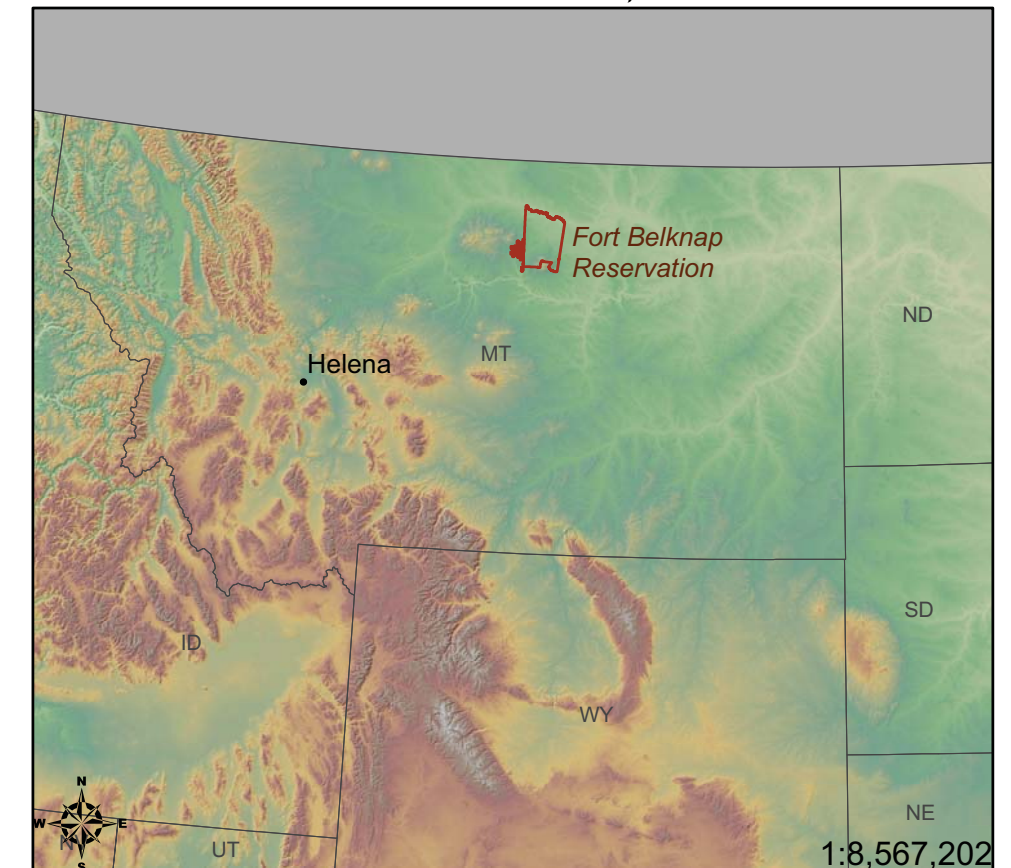 Fort Belknap
Reservation
ND
MT
Helena
SD
ID
WY
N
W
E
S
NE
UT
1:8,567,202